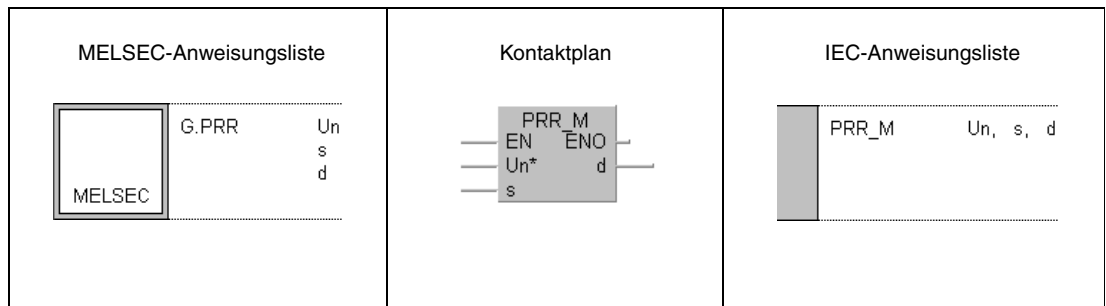 MELSEC-Anweisungsliste
MELSEC
G.PRR Un
s
d
Kontaktplan
PRR_M
EN ENO
Un* d
s
IEC-Anweisungsliste
PRR_M Un, s, d